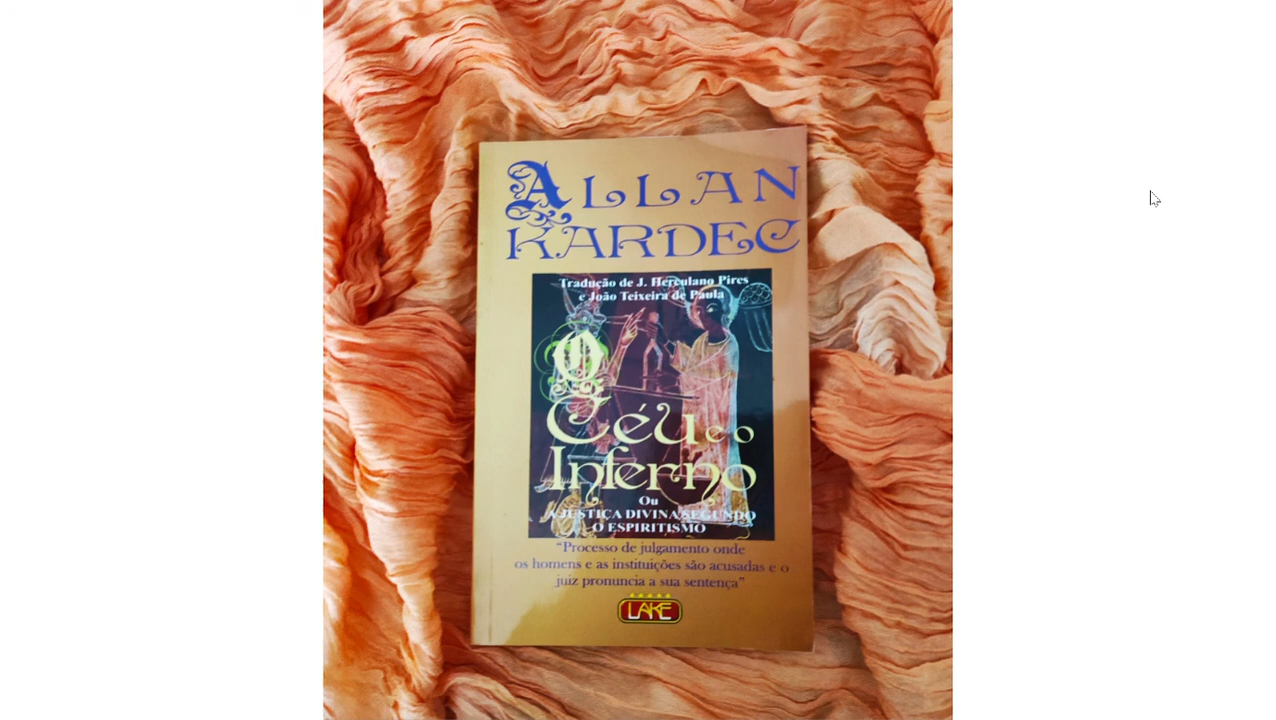 ALLAN
KARDEC
Tradução de J. Herculano Pires
e João Teixeira de Paula
O
Céu e o
Inferno
Ou
A JUSTIÇA DIVINA SEGUNDO
O ESPIRITISMO
“Processo de julgamento onde
os homens e as instituições são acusadas e o
juiz pronuncia a sua sentença”
LAKE